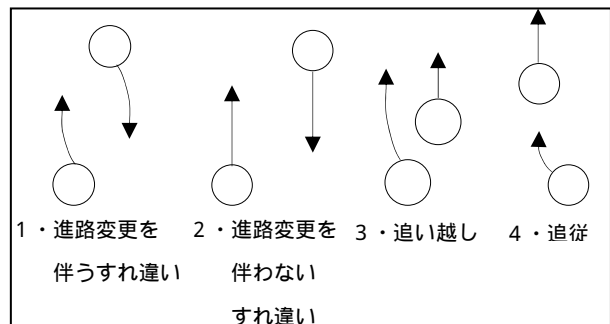 1・進路変更を
伴うすれ違い
2・進路変更を
伴わない
すれ違い
3・追い越し
4・追従